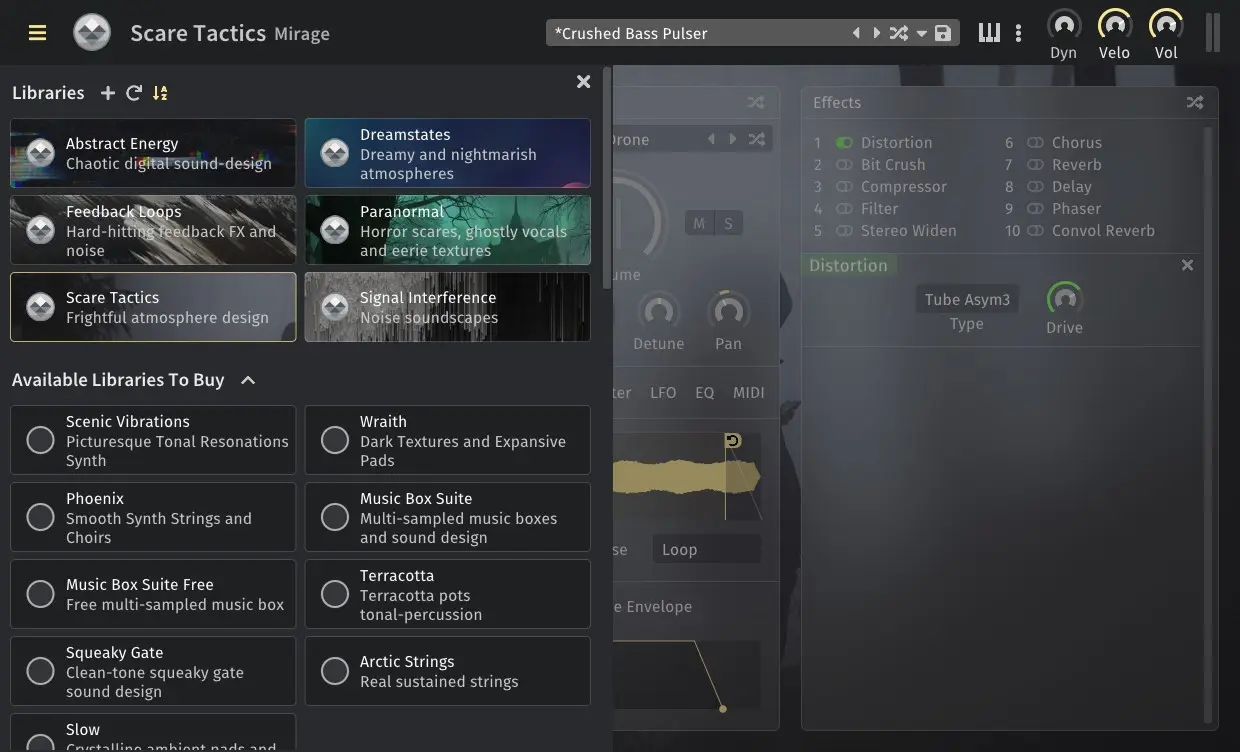 Scare Tactics Mirage
*Crushed Bass Pulser
Dyn
Velo
Vol
Libraries
Abstract Energy
Chaotic digital sound-design
Dreamstates
Dreamy and nightmarish
atmospheres
Feedback Loops
Hard-hitting feedback FX and
noise
Paranormal
Horror scares, ghostly vocals
and eerie textures
Scare Tactics
Frightful atmosphere design
Signal Interference
Noise soundscapes
Available Libraries To Buy
Scenic Vibrations
Picturesque Tonal Resonations
Synth
Wraith
Dark Textures and Expansive
Pads
Phoenix
Smooth Synth Strings and
Choirs
Music Box Suite
Multi-sampled music boxes
and sound design
Music Box Suite Free
Free multi-sampled music box
Terracotta
Terracotta pots
tonal-percussion
Squeaky Gate
Clean-tone squeaky gate
sound design
Arctic Strings
Real sustained strings
Slow
Crystalline ambient pads and
rone
M S
ume
Detune
Pan
ter LFO EQ MIDI
se
Loop
e Envelope
Effects
1 Distortion
2 Bit Crush
3 Compressor
4 Filter
5 Stereo Widen
6 Chorus
7 Reverb
8 Delay
9 Phaser
10 Convol Reverb
Distortion
Tube Asym3
Type
Drive